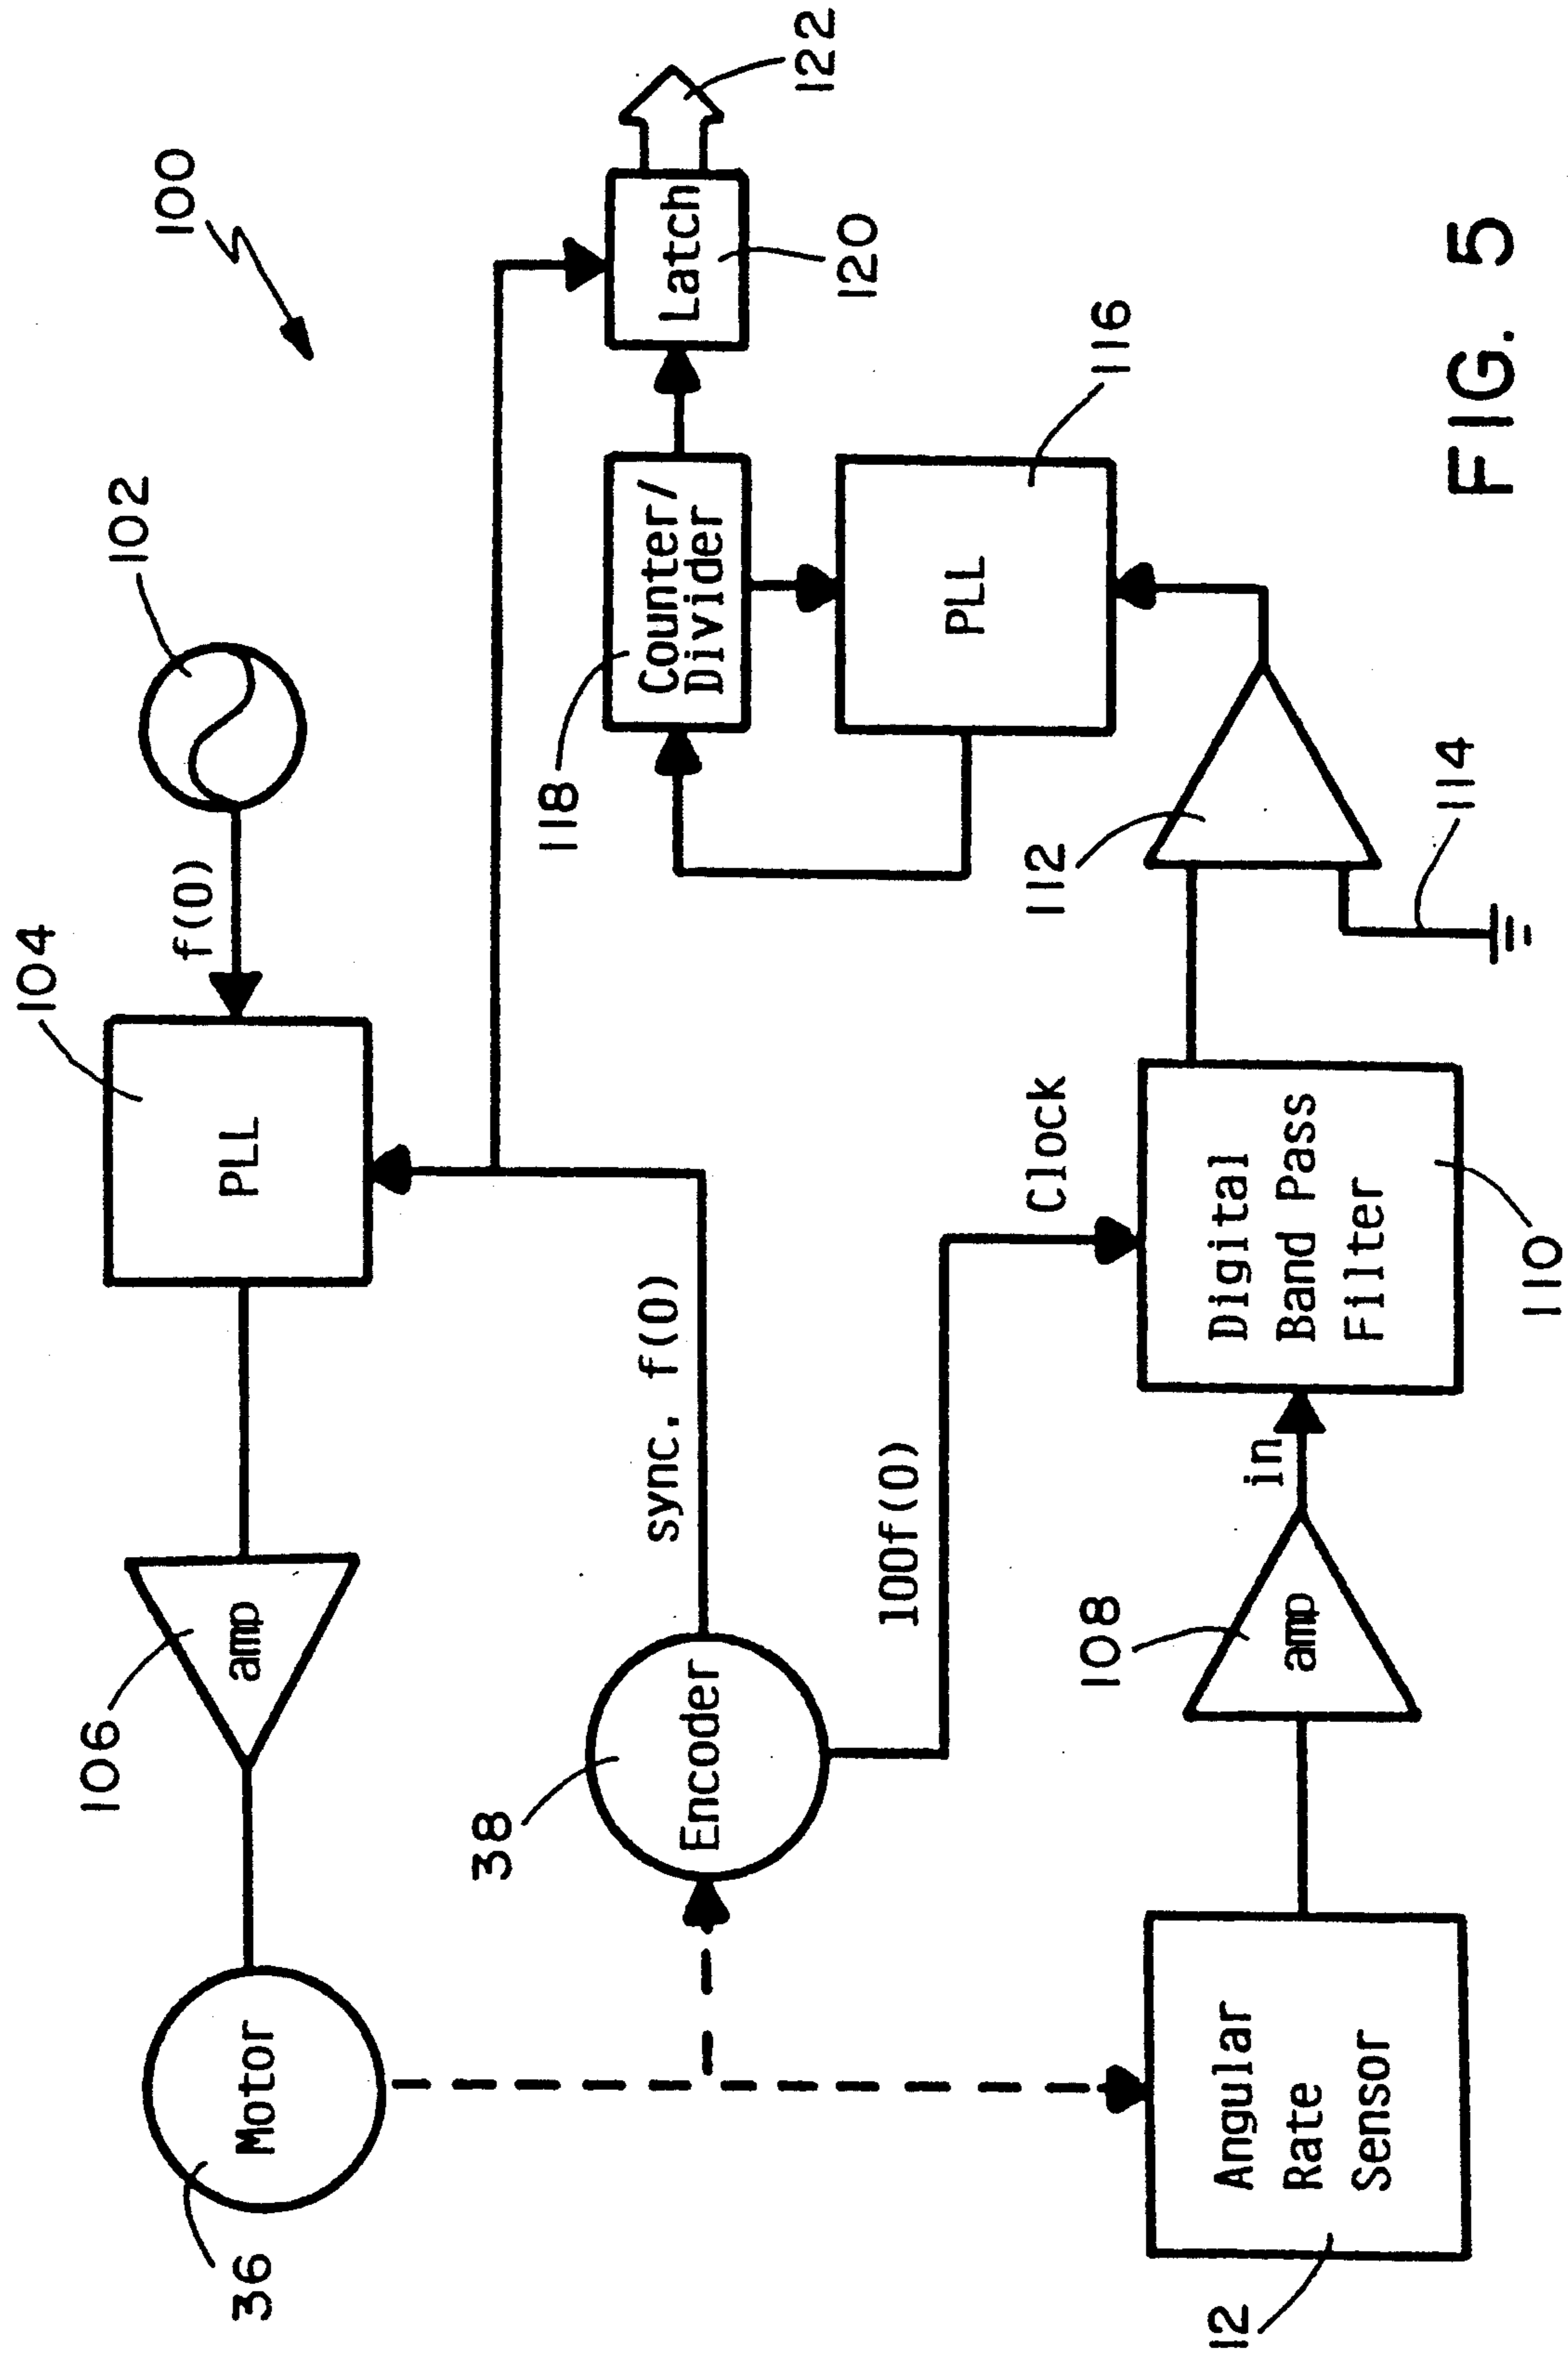 100
102
104
f(0)
PLL
106
amp
36
Motor
122
Latch
120
118
Counter/
Divider
116
PLL
sync. f(0)
38
Encoder
100f(0)
Clock
112
114
110
Digital
Band Pass
Filter
in
108
amp
12
Angular
Rate
Sensor
FIG. 5